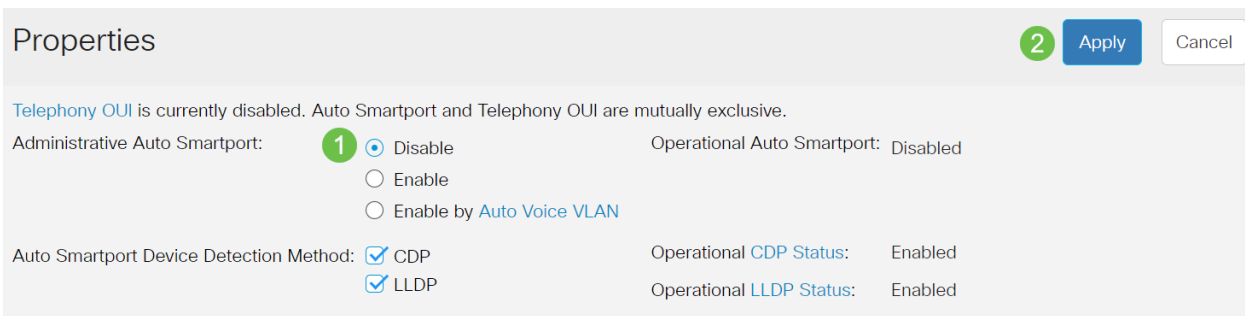 Properties
2 Apply Cancel
Telephony OUI is currently disabled. Auto Smartport and Telephony OUI are mutually exclusive.
Administrative Auto Smartport: 1 Disable Operational Auto Smartport: Disabled
Enable
Enable by Auto Voice VLAN
Auto Smartport Device Detection Method: CDP Operational CDP Status: Enabled
LLDP Operational LLDP Status: Enabled